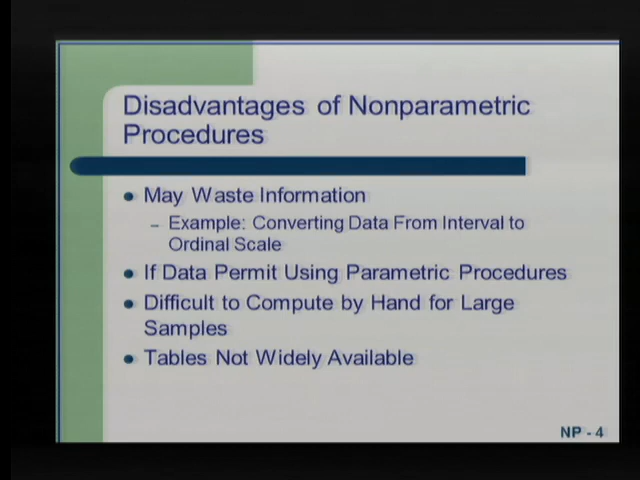 Disadvantages of Nonparametric
Procedures
• May Waste Information
– Example: Converting Data From Interval to
Ordinal Scale
• If Data Permit Using Parametric Procedures
• Difficult to Compute by Hand for Large
Samples
• Tables Not Widely Available
NP - 4